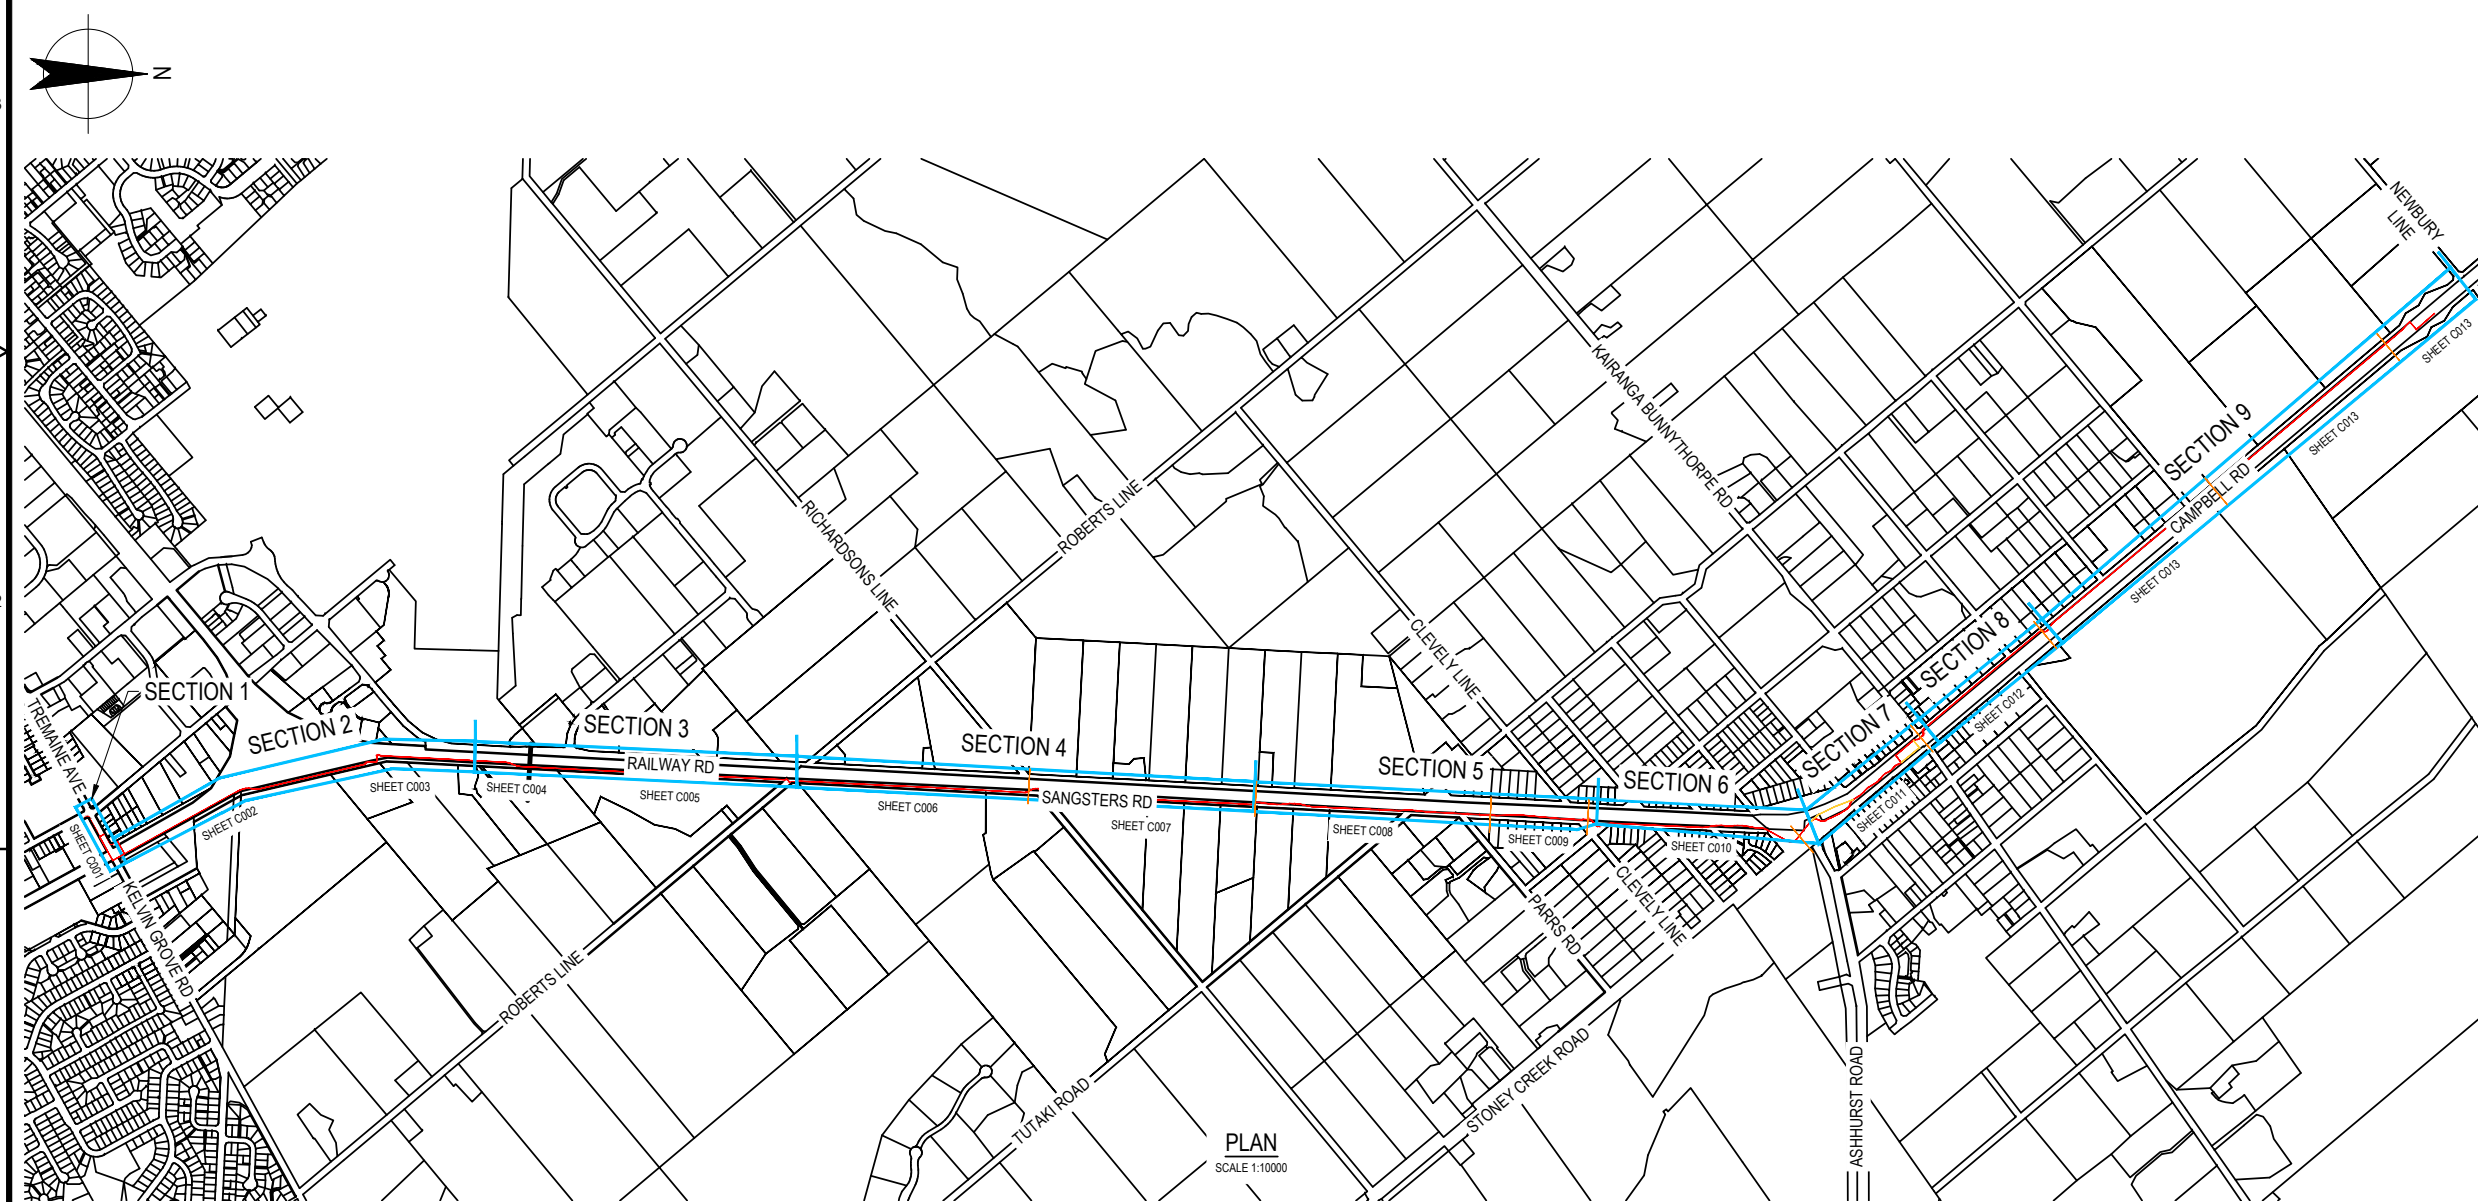 N
NEWBURY
LINE
KAIRANGA BUNNYTHORPE RD
SHEET C013
SECTION 9
SHEET C013
CAMPBELL RD
RICHARDSONS LINE
ROBERTS LINE
SHEET C013
CLEVELY LINE
SECTION 8
SECTION 1
TREMAINE AVE
SECTION 2
SECTION 3
SECTION 4
SECTION 5
SECTION 6
SECTION 7
SHEET C012
RAILWAY RD
SANGSTERS RD
SHEET C001
SHEET C002
SHEET C003
SHEET C004
SHEET C005
SHEET C006
SHEET C007
SHEET C008
SHEET C009
SHEET C010
SHEET C011
KELVIN GROVE RD
PARRS RD
CLEVELY LINE
ROBERTS LINE
TUTAKI ROAD
STONEY CREEK ROAD
ASHHURST ROAD
PLAN
SCALE 1:10000